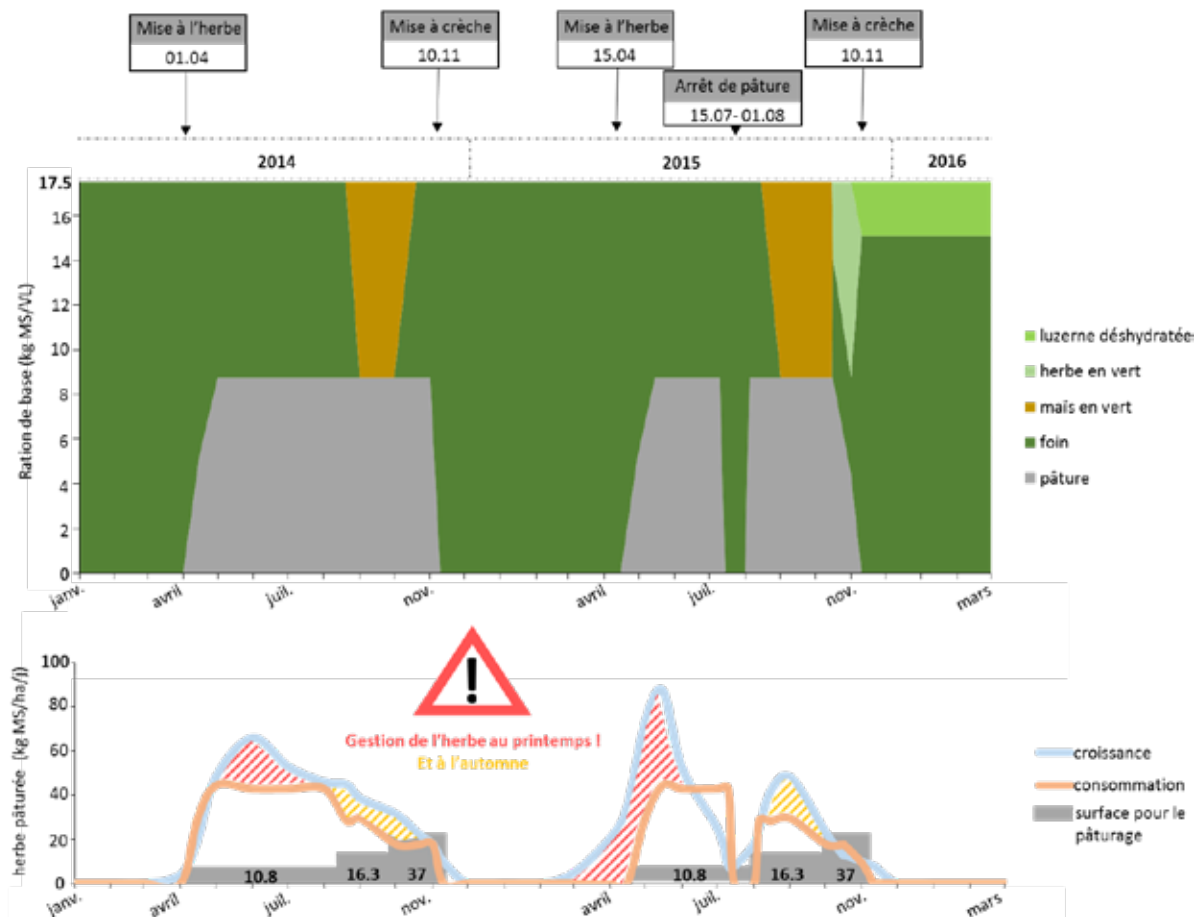 Mise à l'herbe
01.04
Mise à crèche
10.11
Mise à l'herbe
15.04
Mise à crèche
10.11
Arrêt de pâture
15.07- 01.08
2014
2015
2016
17.5
16
14
12
10
8
6
4
2
0
Ration de base (kg MS/VL)
luzerne déshydratée
herbe en vert
maïs en vert
foin
pâture
janv.
avril
juil.
nov.
avril
juil.
nov.
mars
100
80
60
40
20
0
herbe pâturée (kg MS/ha/j)
!
Gestion de l'herbe au printemps !
Et à l'automne
croissance
consommation
surface pour le
pâturage
10.8
16.3
37
10.8
16.3
37
janv.
avril
juil.
nov.
avril
juil.
nov.
mars